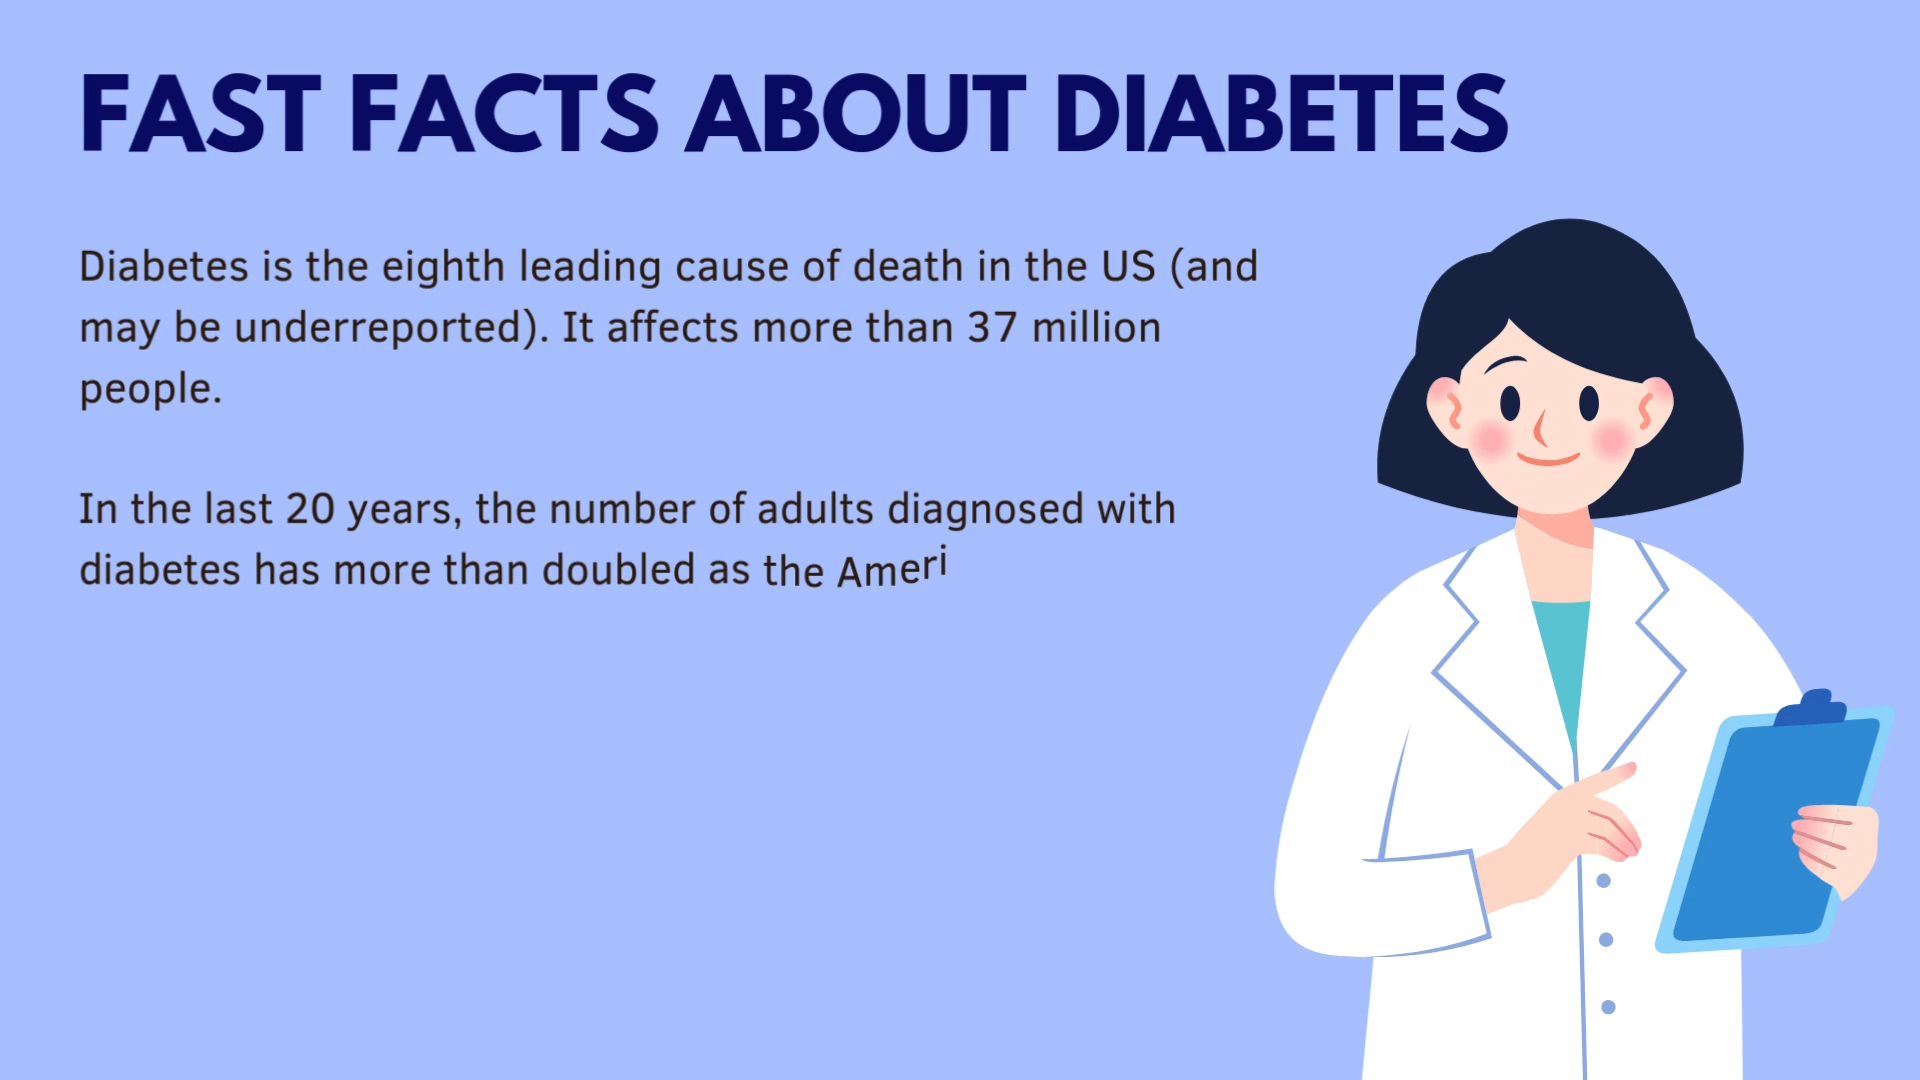 FAST FACTS ABOUT DIABETES
Diabetes is the eighth leading cause of death in the US (and
may be underreported). It affects more than 37 million
people.
In the last 20 years, the number of adults diagnosed with
diabetes has more than doubled as the Ameri